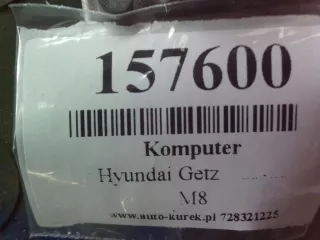 157600
Komputer
Hyundai Getz
M8
www.auto-kurek.pl 728321225